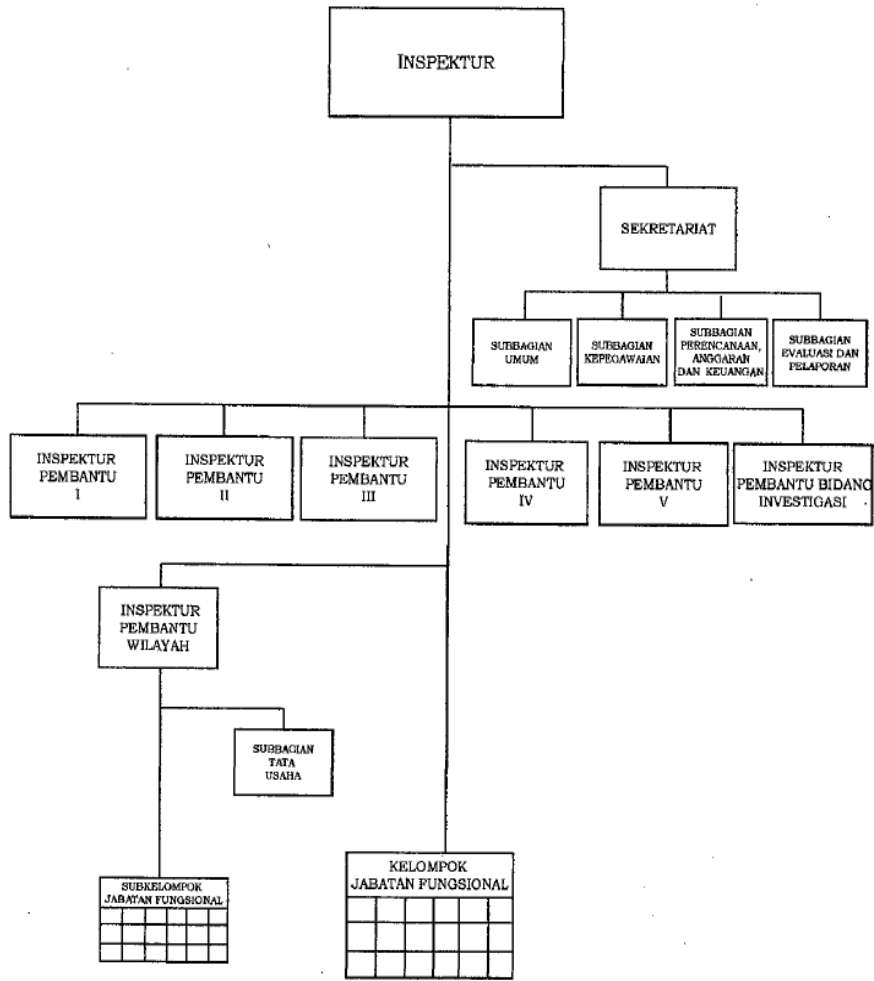 INSPEKTUR
SEKRETARIAT
SUBBAGIAN
UMUM
SUBBAGIAN
KEPEGAWAIAN
SUBBAGIAN
PERENCANAAN,
ANGGARAN
DAN KEUANGAN
SUBBAGIAN
EVALUASI DAN
PELAPORAN
INSPEKTUR
PEMBANTU
I
INSPEKTUR
PEMBANTU
II
INSPEKTUR
PEMBANTU
III
INSPEKTUR
PEMBANTU
IV
INSPEKTUR
PEMBANTU
V
INSPEKTUR
PEMBANTU BIDANG
INVESTIGASI
INSPEKTUR
PEMBANTU
WILAYAH
SUBBAGIAN
TATA
USAHA
SUBKELOMPOK
JABATAN FUNGSIONAL
KELOMPOK
JABATAN FUNGSIONAL